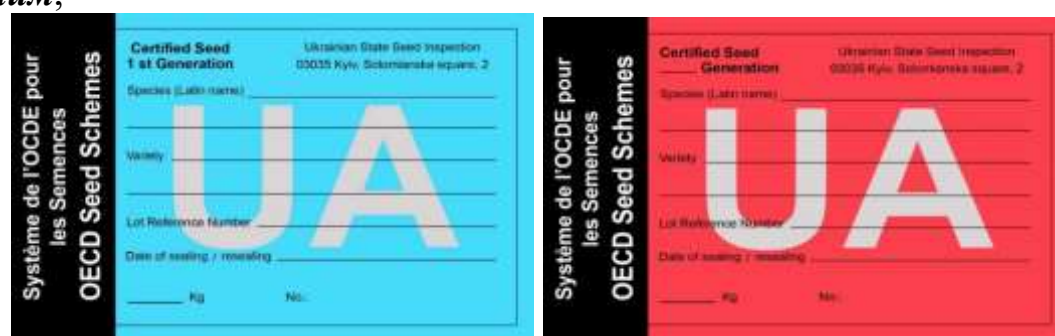 Système de l'OCDE pour
les Semences
OECD Seed Schemes
Certified Seed
1 st Generation
Ukrainian State Seed Inspection
03035 Kyiv. Solomianska square, 2
Species (Latin name)
Variety
UA
Lot Reference Number
Date of sealing / resealing
Kg No.:
Système de l'OCDE pour
les Semences
OECD Seed Schemes
Certified Seed
____ Generation
Ukrainian State Seed Inspection
03035 Kyiv. Solomianska square, 2
Species (Latin name)
Variety
UA
Lot Reference Number
Date of sealing / resealing
Kg No.: